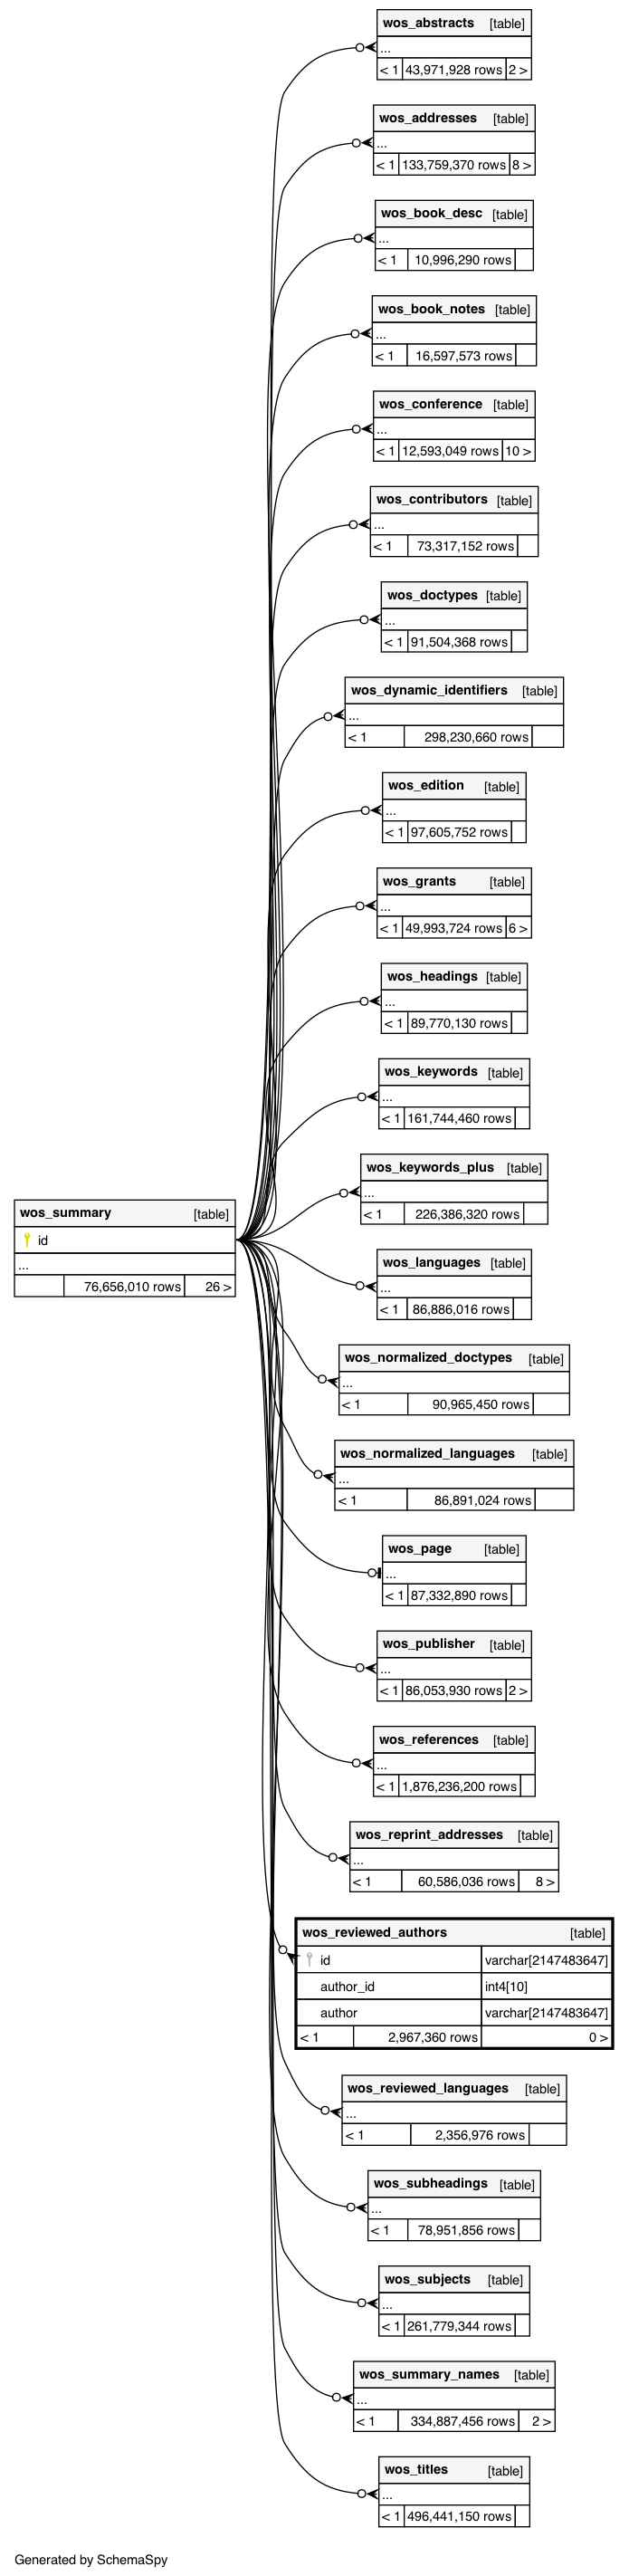 wos_abstracts [table]
...
< 1 43,971,928 rows 2 >
wos_addresses [table]
...
< 1 133,759,370 rows 8 >
wos_book_desc [table]
...
< 1 10,996,290 rows
wos_book_notes [table]
...
< 1 16,597,573 rows
wos_conference [table]
...
< 1 12,593,049 rows 10 >
wos_contributors [table]
...
< 1 73,317,152 rows
wos_doctypes [table]
...
< 1 91,504,368 rows
wos_dynamic_identifiers [table]
...
< 1 298,230,660 rows
wos_edition [table]
...
< 1 97,605,752 rows
wos_grants [table]
...
< 1 49,993,724 rows 6 >
wos_headings [table]
...
< 1 89,770,130 rows
wos_keywords [table]
...
< 1 161,744,460 rows
wos_keywords_plus [table]
...
< 1 226,386,320 rows
wos_summary [table]
id
...
76,656,010 rows 26 >
wos_languages [table]
...
< 1 86,886,016 rows
wos_normalized_doctypes [table]
...
< 1 90,965,450 rows
wos_normalized_languages [table]
...
< 1 86,891,024 rows
wos_page [table]
...
< 1 87,332,890 rows
wos_publisher [table]
...
< 1 86,053,930 rows 2 >
wos_references [table]
...
< 1 1,876,236,200 rows
wos_reprint_addresses [table]
...
< 1 60,586,036 rows 8 >
wos_reviewed_authors [table]
id varchar[2147483647]
author_id int4[10]
author varchar[2147483647]
< 1 2,967,360 rows 0 >
wos_reviewed_languages [table]
...
< 1 2,356,976 rows
wos_subheadings [table]
...
< 1 78,951,856 rows
wos_subjects [table]
...
< 1 261,779,344 rows
wos_summary_names [table]
...
< 1 334,887,456 rows 2 >
wos_titles [table]
...
< 1 496,441,150 rows
Generated by SchemaSpy